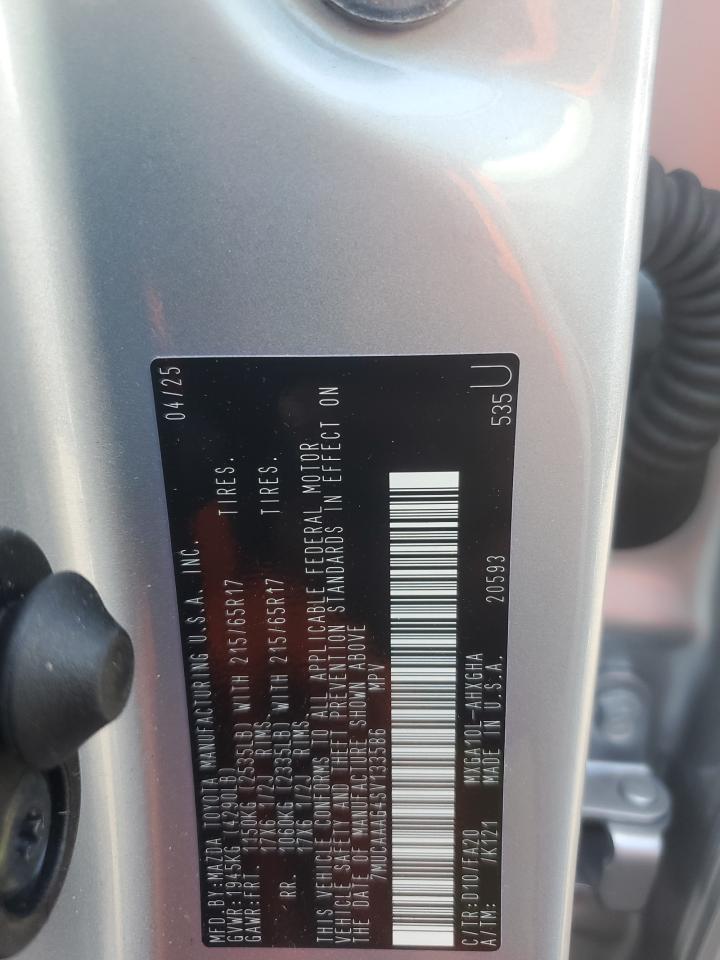 MFD.BY:MAZDA TOYOTA MANUFACTURING U.S.A. INC. 04/25
GVWR:1945KG (4290LB)
GAWR:FRT. 1150KG (2535LB) WITH 215/65R17 TIRES.
17X6 1/2J RIMS.
RR. 1060KG (2335LB) WITH 215/65R17 TIRES.
17X6 1/2J RIMS.
THIS VEHICLE CONFORMS TO ALL APPLICABLE FEDERAL MOTOR
VEHICLE SAFETY AND THEFT PREVENTION STANDARDS IN EFFECT ON
THE DATE OF MANUFACTURE SHOWN ABOVE
7MUCAAAG4SV133586 MPV
C/TR:D10/FA20 MXGA10L-AHXGHA
A/TM: /K121 MADE IN U.S.A. 20593 535U